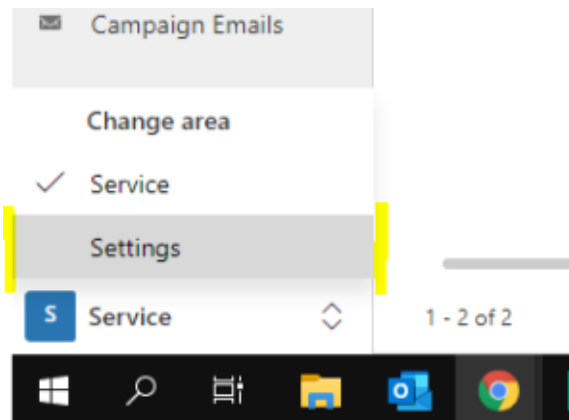 Campaign Emails
Change area
Service
Settings
S Service
1 - 2 of 2